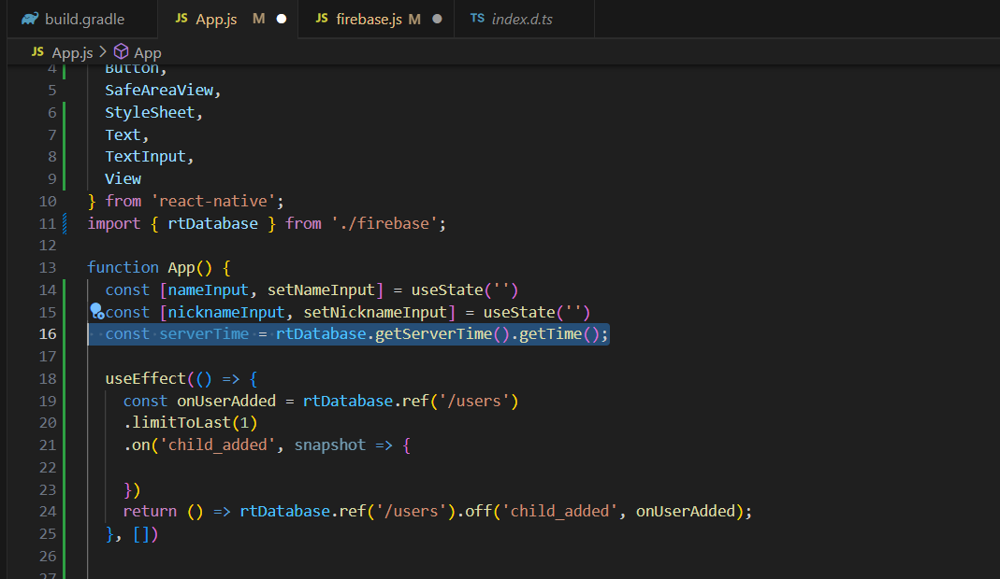 build.gradle JS App.js M JS firebase.js M TS index.d.ts
JS App.js > App
4 Button,
5 SafeAreaView,
6 StyleSheet,
7 Text,
8 TextInput,
9 View
10 } from 'react-native';
11 import { rtDatabase } from './firebase';
12
13 function App() {
14 const [nameInput, setNameInput] = useState('')
15 const [nicknameInput, setNicknameInput] = useState('')
16 const serverTime = rtDatabase.getServerTime().getTime();
17
18 useEffect(() => {
19 const onUserAdded = rtDatabase.ref('/users')
20 .limitToLast(1)
21 .on('child_added', snapshot => {
22
23 })
24 return () => rtDatabase.ref('/users').off('child_added', onUserAdded);
25 }, [])
26
27